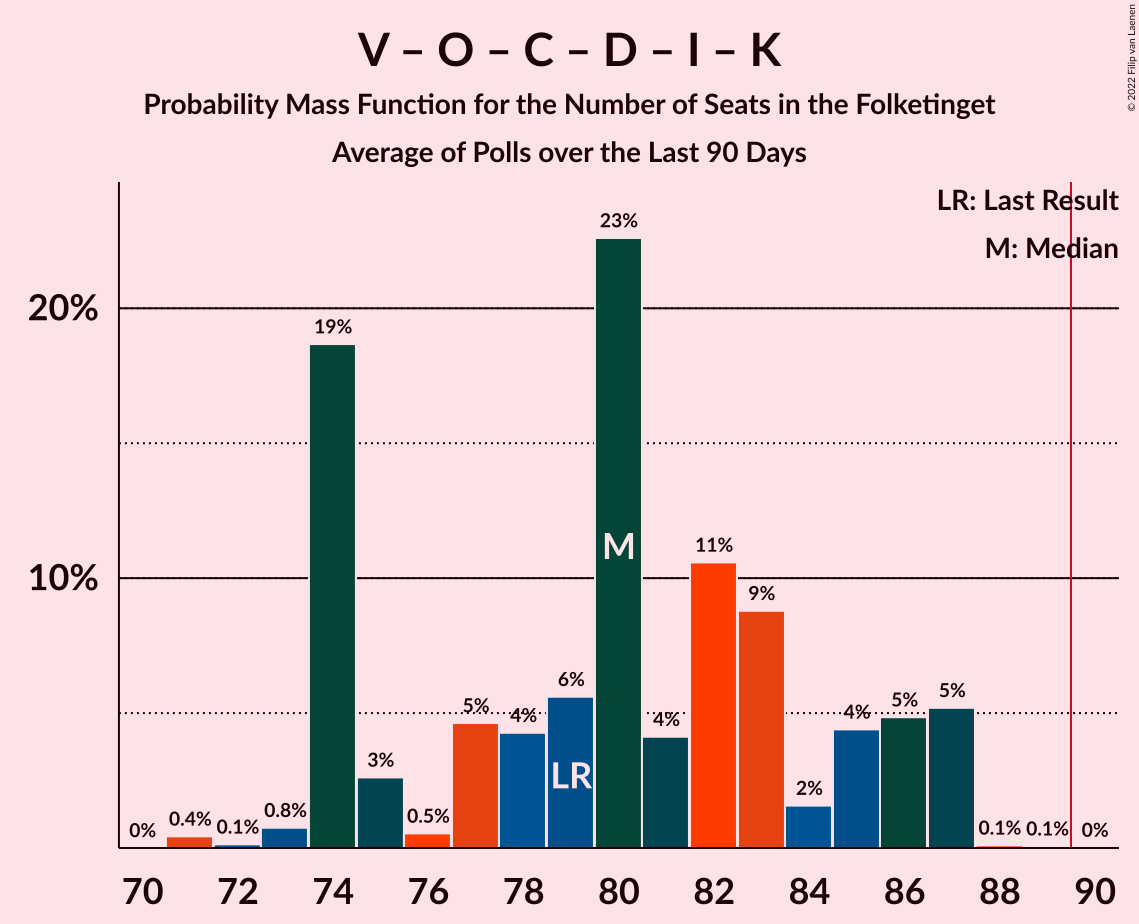 V – O – C – D – I – K
Probability Mass Function for the Number of Seats in the Folketinget
Average of Polls over the Last 90 Days
© 2022 Filip van Laenen
LR: Last Result
M: Median
20%
10%
0%
0.4%
0.1%
0.8%
19%
3%
0.5%
5%
4%
6%
23%
4%
11%
9%
2%
4%
5%
5%
0.1%
0.1%
0%
M
LR
70 72 74 76 78 80 82 84 86 88 90